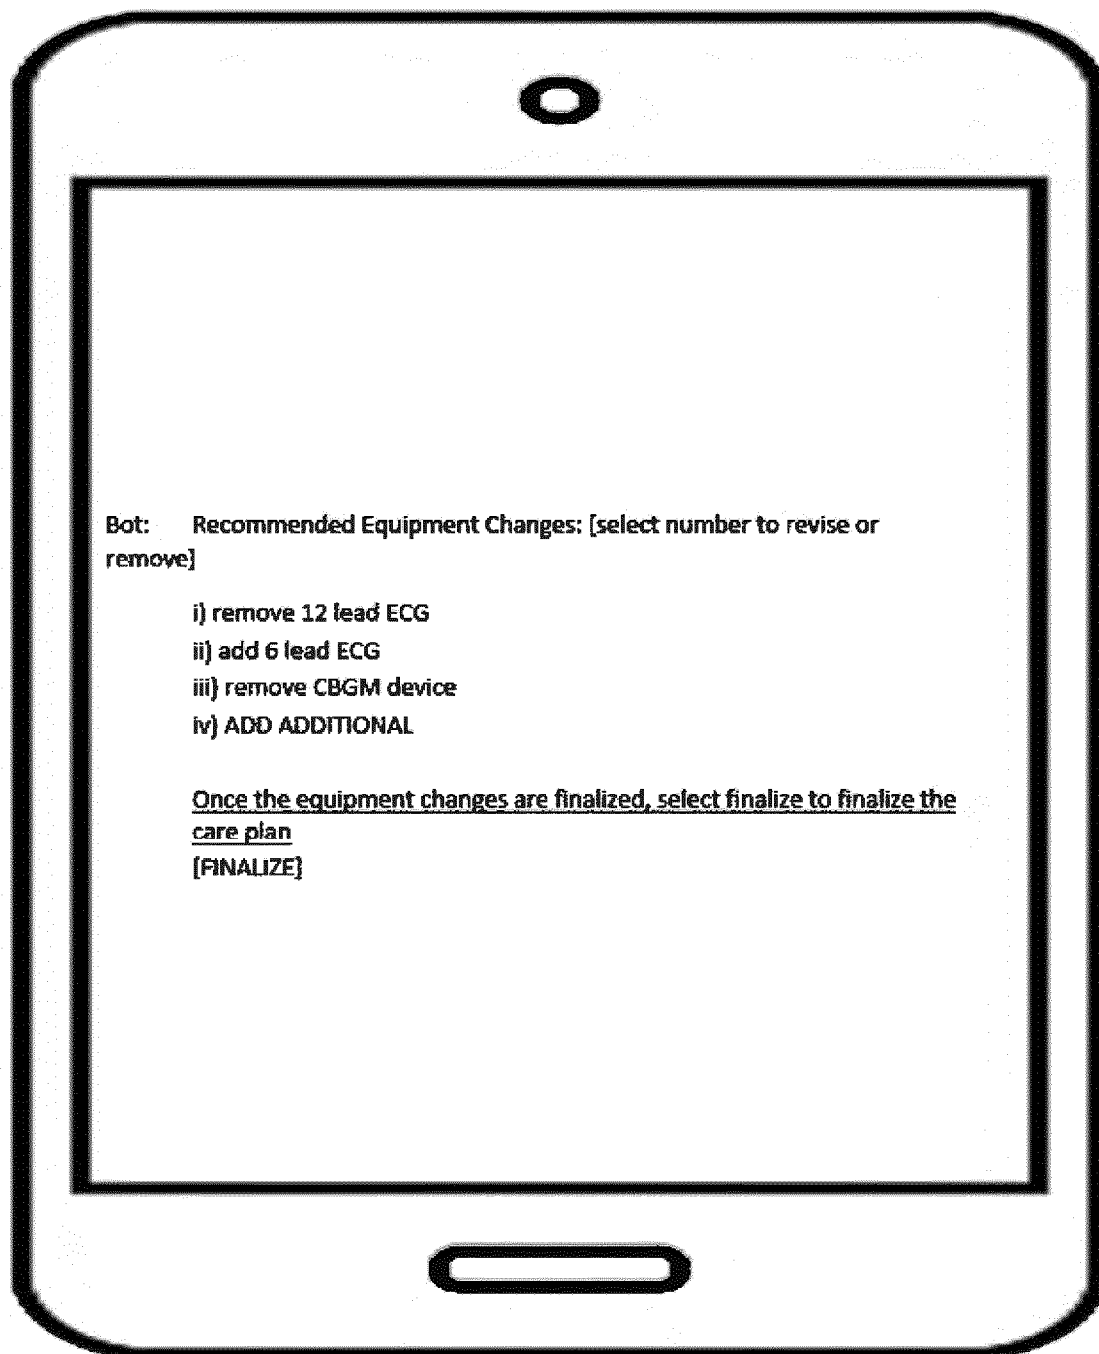 Bot: Recommended Equipment Changes: [select number to revise or
remove]
i) remove 12 lead ECG
ii) add 6 lead ECG
iii) remove CBGM device
iv) ADD ADDITIONAL
Once the equipment changes are finalized, select finalize to finalize the
care plan
[FINALIZE]